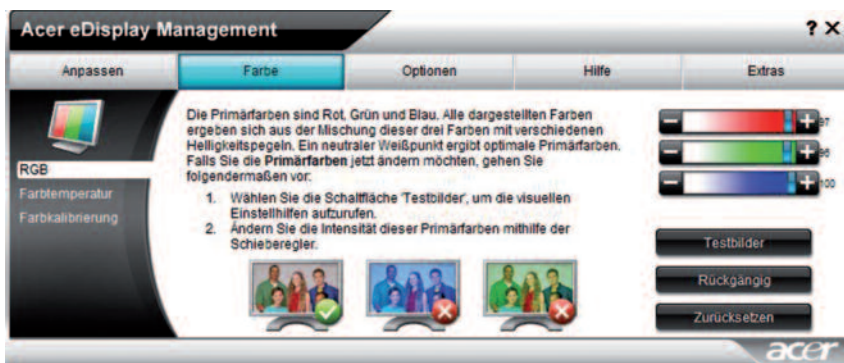 Acer eDisplay Management
? X
Anpassen
Farbe
Optionen
Hilfe
Extras
RGB
Farbtemperatur
Farbkalibrierung
Die Primärfarben sind Rot, Grün und Blau. Alle dargestellten Farben
ergeben sich aus der Mischung dieser drei Farben mit verschiedenen
Helligkeitspegeln. Ein neutraler Weißpunkt ergibt optimale Primärfarben.
Falls Sie die Primärfarben jetzt ändern möchten, gehen Sie
folgendermaßen vor:
1. Wählen Sie die Schaltfläche 'Testbilder', um die visuellen
Einstellhilfen aufzurufen.
2. Ändern Sie die Intensität dieser Primärfarben mithilfe der
Schieberegler.
97
96
100
Testbilder
Rückgängig
Zurücksetzen
acer